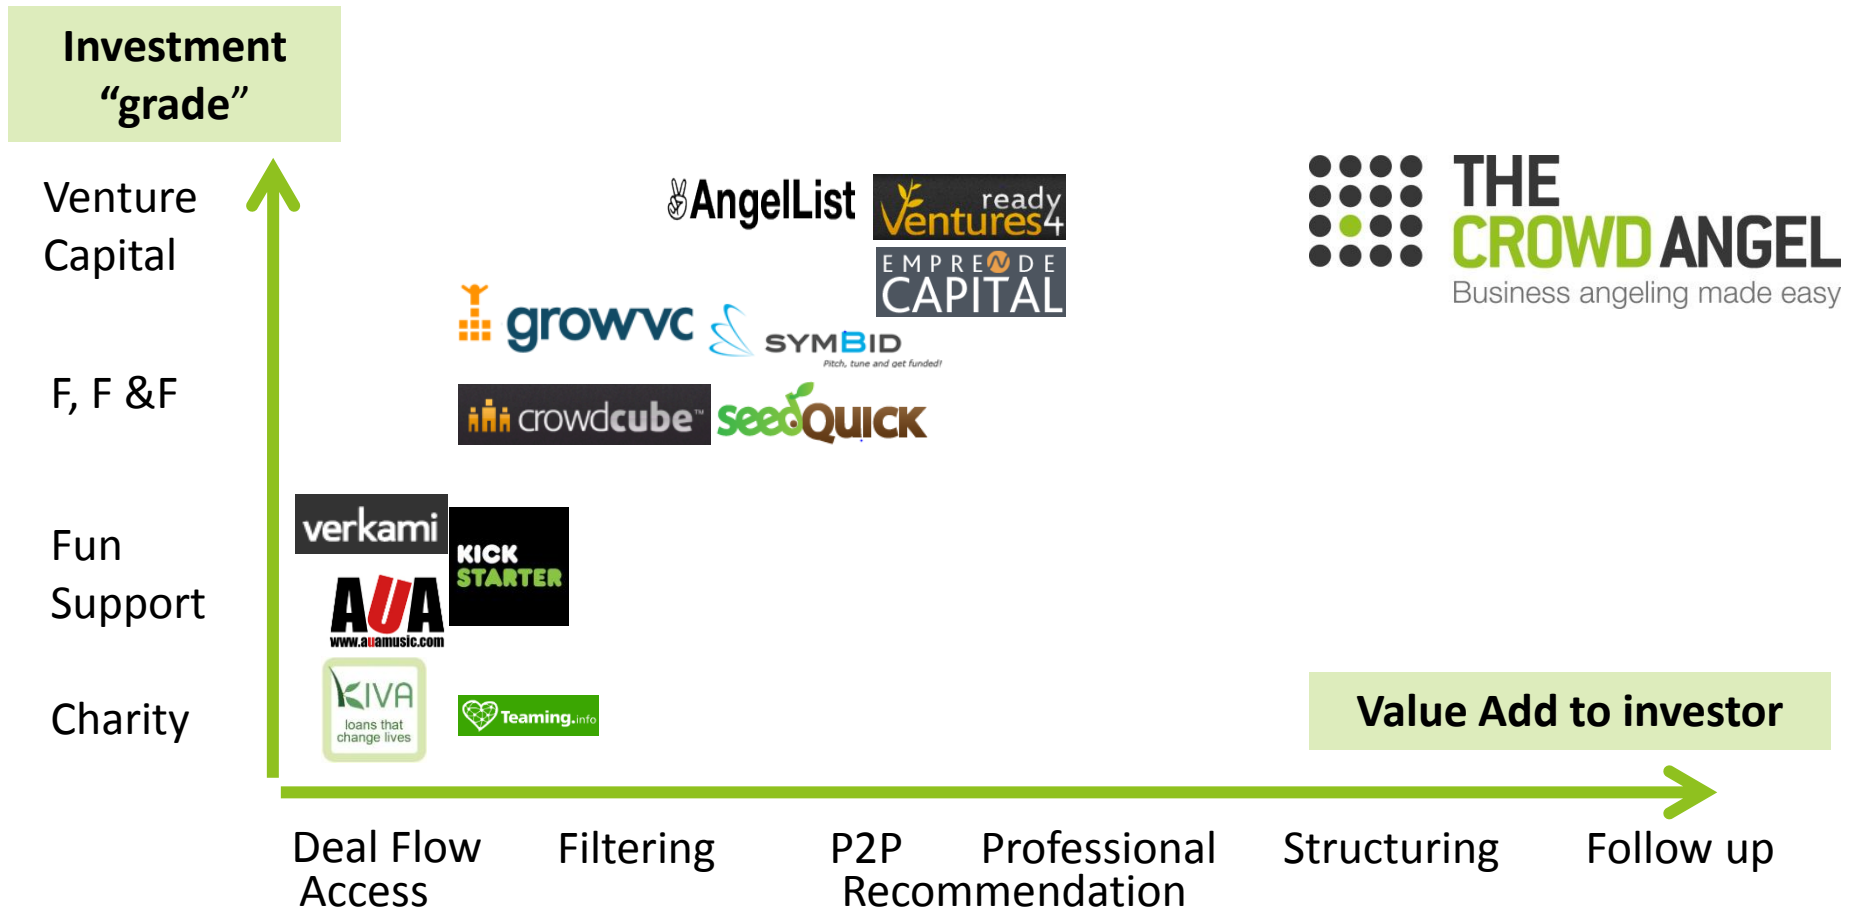 Investment
“grade”
Venture
Capital
AngelList
ready
Ventures4
EMPRENDE
CAPITAL
THE
CROWD ANGEL
Business angeling made easy
growvc
SYMBID
Pitch, tune and get funded!
F, F &F
crowdcube™
seedQUICK
verkami
KICK
STARTER
Fun
Support
AUA
www.auamusic.com
KIVA
loans that
change lives
Charity
Teaming.info
Value Add to investor
Deal Flow
Access
Filtering
P2P Professional
Recommendation
Structuring
Follow up